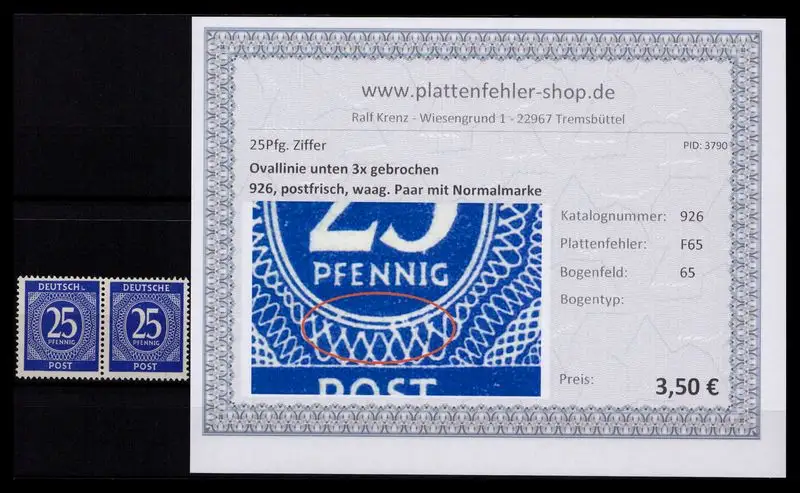 DEUTSCH
25
PFENNIG
POST
DEUTSCHE
25
PFENNIG
POST
www.plattenfehler-shop.de
Ralf Krenz - Wiesengrund 1 - 22967 Tremsbüttel
25Pfg. Ziffer
PID: 3790
Ovallinie unten 3x gebrochen
926, postfrisch, waag. Paar mit Normalmarke
25
PFENNIG
POST
Katalognummer: 926
Plattenfehler: F65
Bogenfeld: 65
Bogentyp:
Preis: 3,50 €